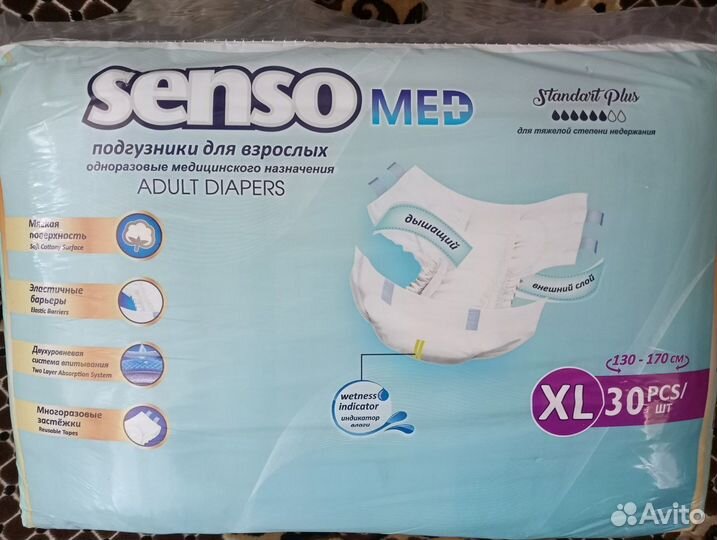 senso MED
подгузники для взрослых
одноразовые медицинского назначения
ADULT DIAPERS
Standart Plus
для тяжелой степени недержания
Мягкая
поверхность
Soft Cottony Surface
Эластичные
барьеры
Elastic Barriers
Двухуровневая
система впитывания
Two Layer Absorption System
Многоразовые
застёжки
Reusable Tapes
дышащий
внешний слой
wetness
indicator
индикатор
влаги
130 - 170 см
XL 30 PCS/
ШТ
Avito